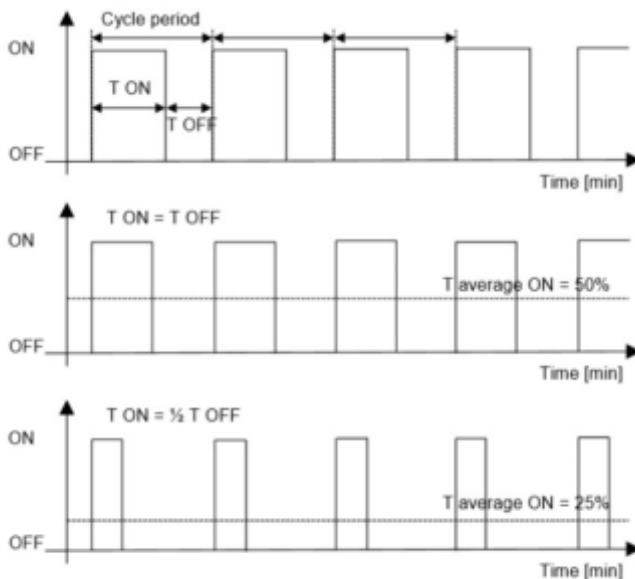 Cycle period
ON
T ON
T OFF
OFF
Time [min]
T ON = T OFF
ON
T average ON = 50%
OFF
Time [min]
T ON = ½ T OFF
ON
T average ON = 25%
OFF
Time [min]